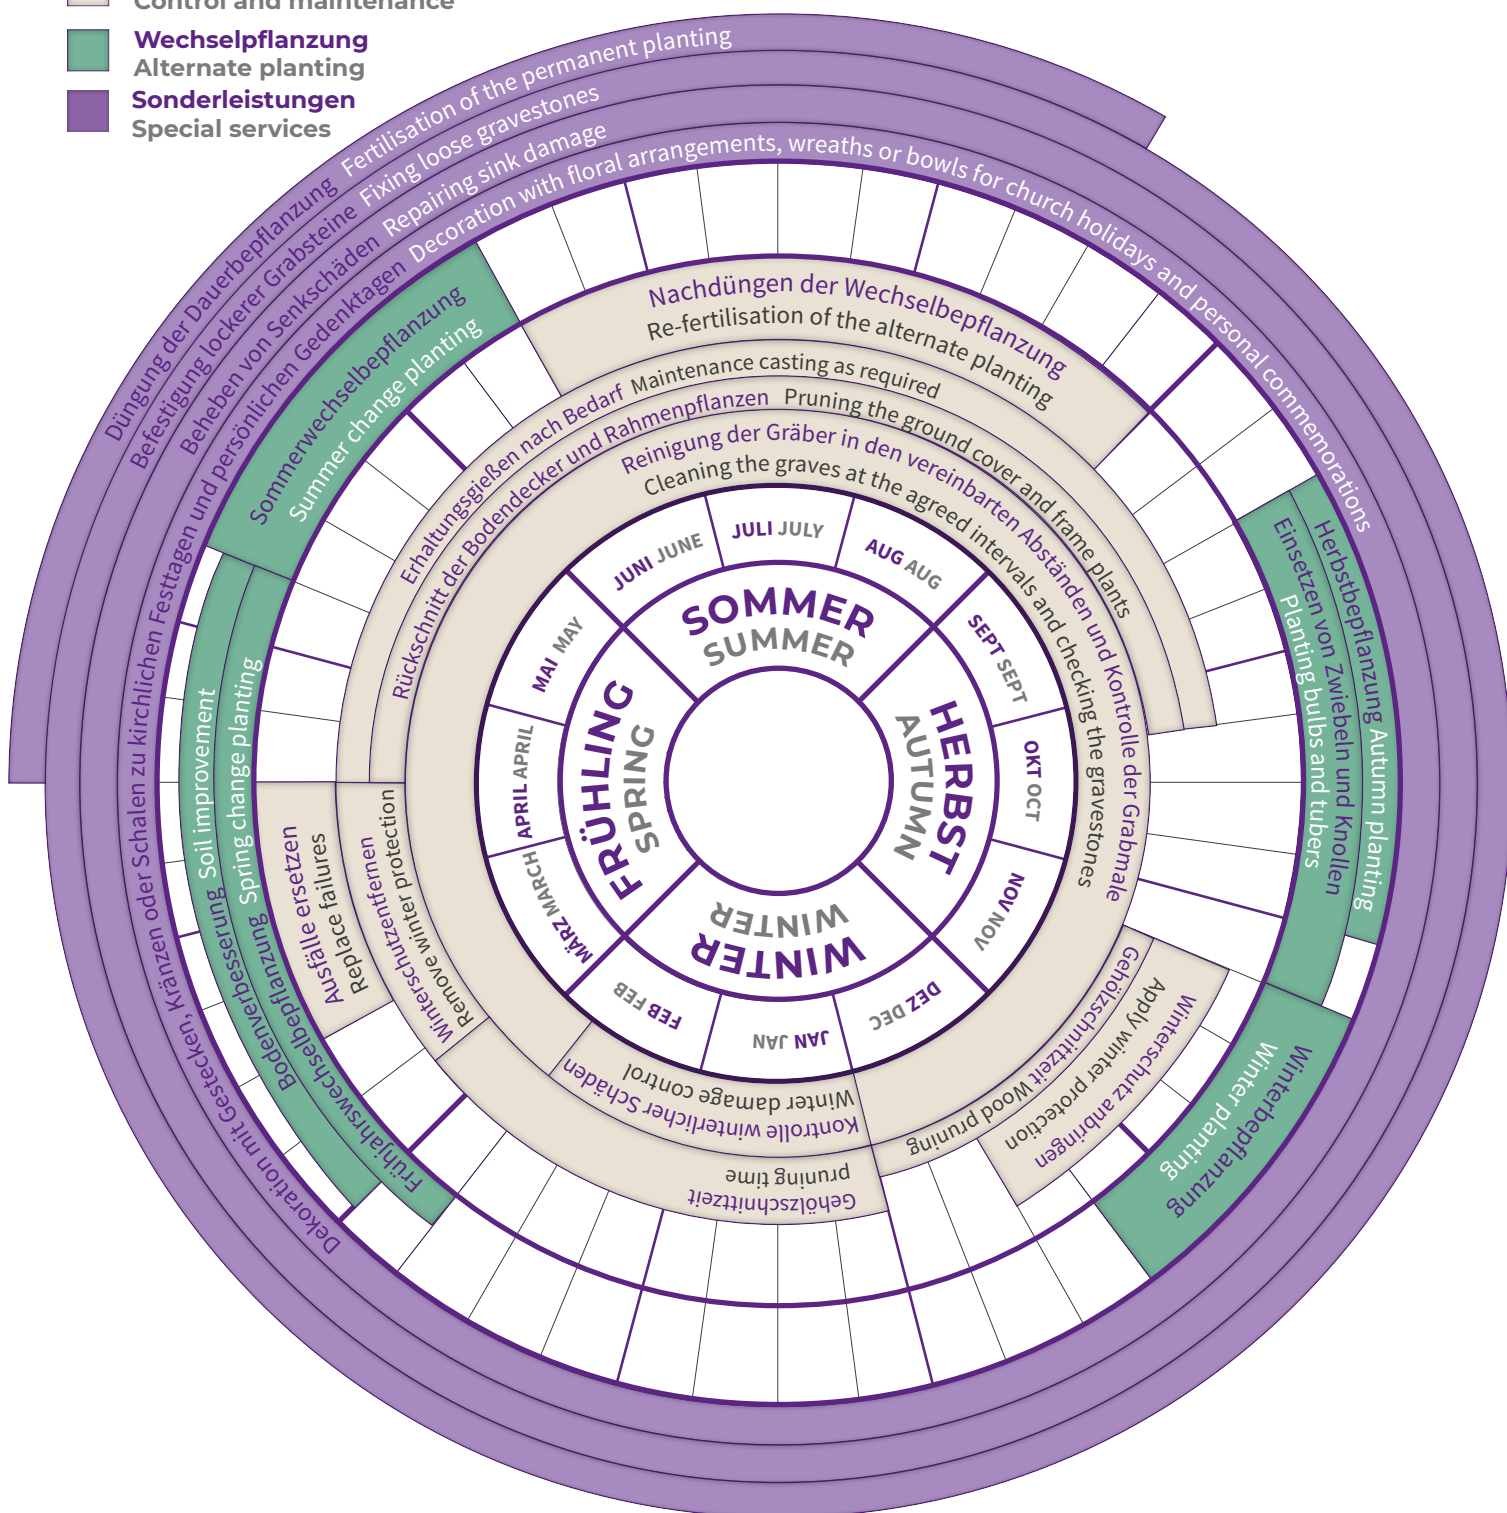 Control and maintenance
Wechselpflanzung
Alternate planting
Sonderleistungen
Special services
Düngung der Dauerbepflanzung Fertilisation of the permanent planting
Befestigung lockerer Grabsteine Fixing loose gravestones
Beheben von Senkschäden Repairing sink damage
Dekoration mit Gestecken, Kränzen oder Schalen zu kirchlichen Festtagen und persönlichen Gedenktagen Decoration with floral arrangements, wreaths or bowls for church holidays and personal commemorations
Sommerwechselbepflanzung
Summer change planting
Nachdüngen der Wechselbepflanzung
Re-fertilisation of the alternate planting
Erhaltungsgießen nach Bedarf Maintenance casting as required
Rückschnitt der Bodendecker und Rahmenpflanzen Pruning the ground cover and frame plants
Reinigung der Gräber in den vereinbarten Abständen und Kontrolle der Grabmale
Cleaning the graves at the agreed intervals and checking the gravestones
Herbstbepflanzung Autumn planting
Einsetzen von Zwiebeln und Knollen
Planting bulbs and tubers
Winterbepflanzung
Winter planting
Winterschutz anbringen
Apply winter protection
Gehölzschnittzeit Wood pruning
Winter damage control
Kontrolle winterlicher Schäden
pruning time
Gehölzschnittzeit
Winterschutzentfernen
Remove winter protection
Ausfälle ersetzen
Replace failures
Bodenverbesserung Soil improvement
Frühjahrswechselbepflanzung Spring change planting
JUNI JUNE
JULI JULY
AUG AUG
SEPT SEPT
OKT OCT
NOV NOV
DEZ DEC
JAN JAN
FEB FEB
MÄRZ MARCH
APRIL APRIL
MAI MAY
SOMMER
SUMMER
HERBST
AUTUMN
WINTER
WINTER
FRÜHLING
SPRING